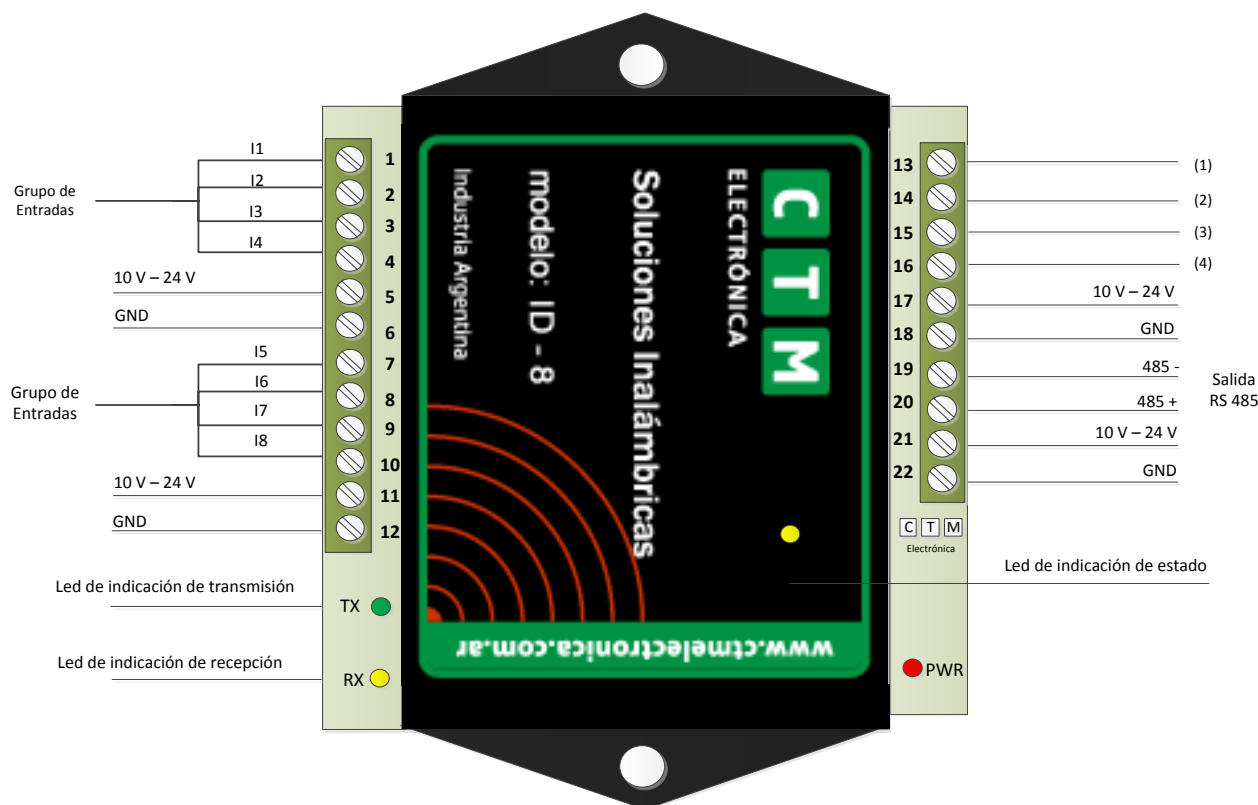 I1
I2
I3
I4
Grupo de
Entradas
10 V – 24 V
GND
I5
I6
I7
I8
Grupo de
Entradas
10 V – 24 V
GND
Led de indicación de transmisión
Led de indicación de recepción
1
2
3
4
5
6
7
8
9
10
11
12
TX
RX
C T M
ELECTRÓNICA
Soluciones Inalámbricas
modelo: ID - 8
Industria Argentina
www.ctmelectronica.com.ar
13
14
15
16
17
18
19
20
21
22
C T M
Electrónica
PWR
(1)
(2)
(3)
(4)
10 V – 24 V
GND
485 -
485 +
10 V – 24 V
GND
Salida
RS 485
Led de indicación de estado